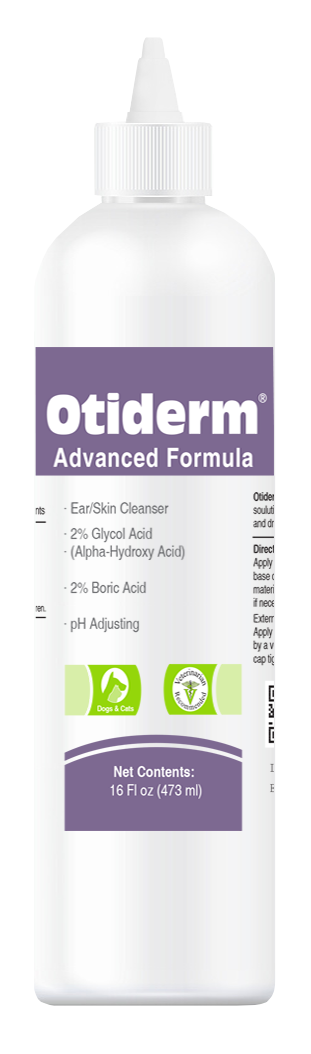 Otiderm®
Advanced Formula
· Ear/Skin Cleanser
· 2% Glycol Acid
· (Alpha-Hydroxy Acid)
· 2% Boric Acid
· pH Adjusting
Dogs & Cats
Veterinarian
Recommended
Net Contents:
16 Fl oz (473 ml)
nts
ren.
Otider
soulut
and dr
Direct
Apply
base o
materi
if nece
Extern
Apply
by a v
cap tig